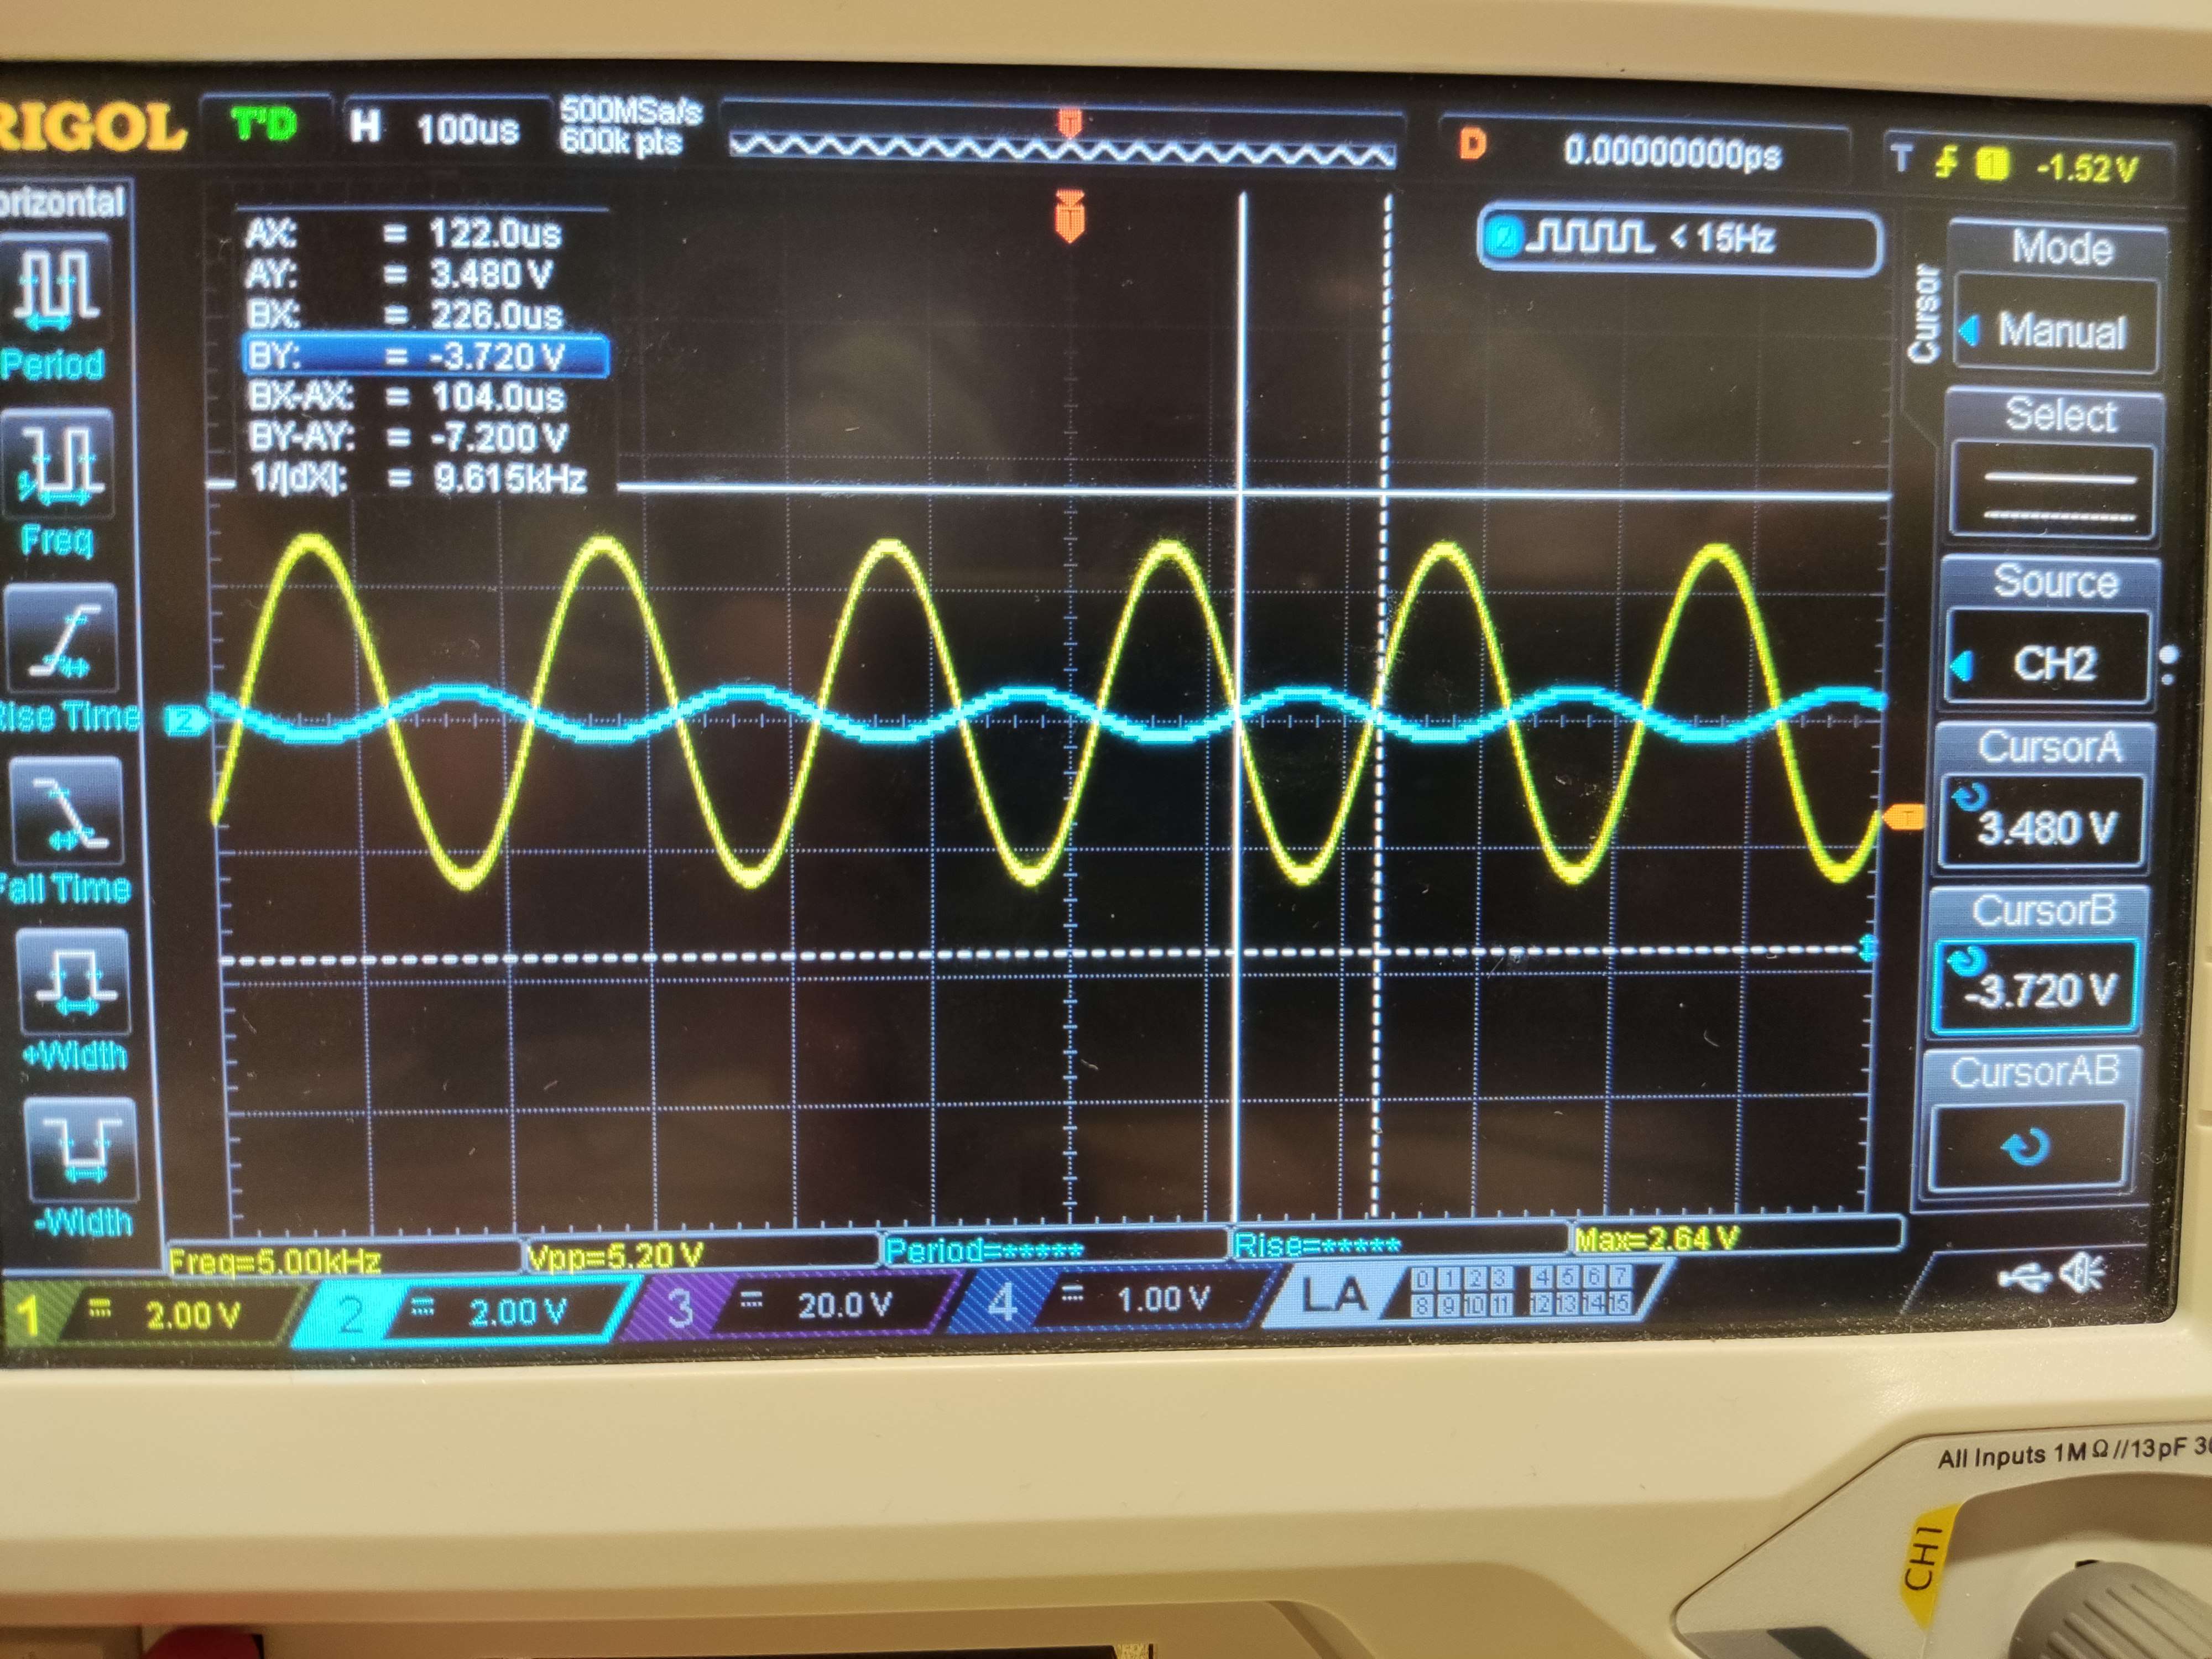 RIGOL T'D H 100us 500MSa/s 600k pts D 0.00000000ps T 1 -1.52V
orizontal
Period
Freq
Rise Time
Fall Time
+Width
-Width
AX: = 122.0us
AY: = 3.480 V
BX: = 226.0us
BY: = -3.720 V
BX-AX: = 104.0us
BY-AY: = -7.200 V
1/|dX|: = 9.615kHz
T
2 < 15Hz
2
T
Cursor
Mode
Manual
Select
Source
CH2
CursorA
3.480 V
CursorB
-3.720 V
CursorAB
Freq=5.00kHz Vpp=5.20 V Period=***** Rise=***** Max=2.64 V
1 = 2.00 V 2 = 2.00 V 3 = 20.0 V 4 = 1.00 V LA 0 1 2 3 4 5 6 7
8 9 10 11 12 13 14 15
All Inputs 1MΩ//13pF 30
CH1